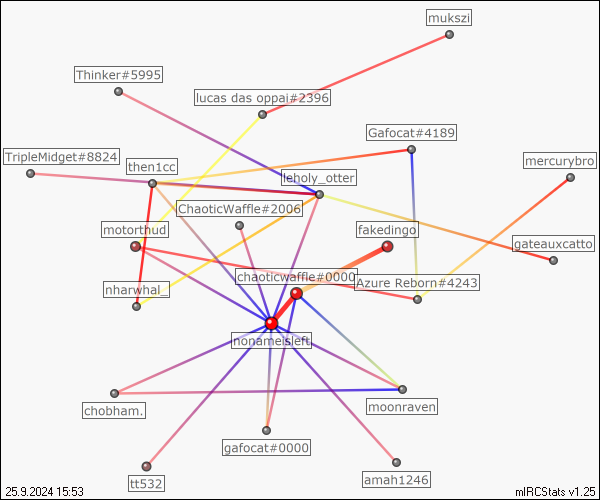 mukszi
Thinker#5995
lucas das oppai#2396
Gafocat#4189
TripleMidget#8824
then1cc
mercurybro
leholy_otter
ChaoticWaffle#2006
motorthud
fakedingo
gateauxcatto
chaoticwaffle#0000
Azure Reborn#4243
nharwhal_
nonameisleft
chobham.
moonraven
gafocat#0000
tt532
amah1246
25.9.2024 15:53
mIRCStats v1.25